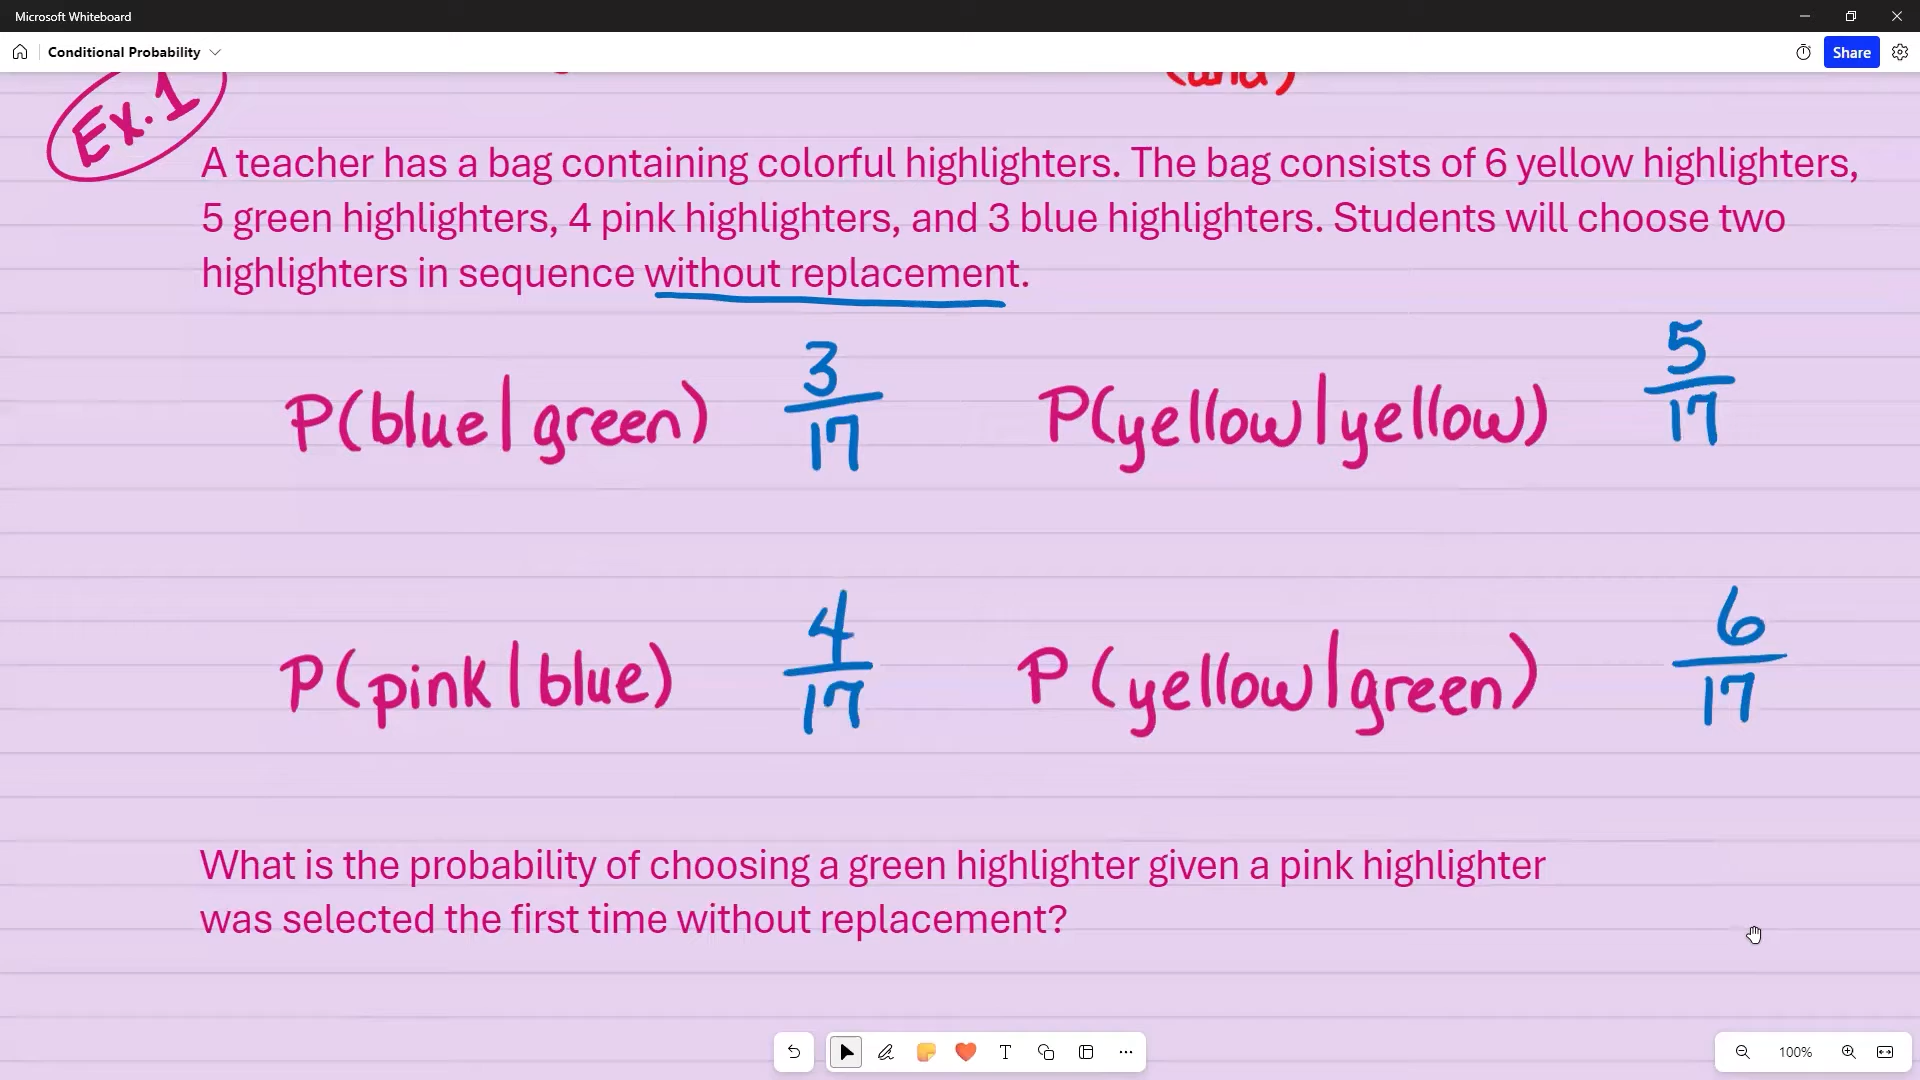 Microsoft Whiteboard
Conditional Probability
Share
(and)
Ex. 1
A teacher has a bag containing colorful highlighters. The bag consists of 6 yellow highlighters,
5 green highlighters, 4 pink highlighters, and 3 blue highlighters. Students will choose two
highlighters in sequence without replacement.
P(blue|green) 3/17
P(yellow|yellow) 5/17
P(pink|blue) 4/17
P(yellow|green) 6/17
What is the probability of choosing a green highlighter given a pink highlighter
was selected the first time without replacement?
T
100%